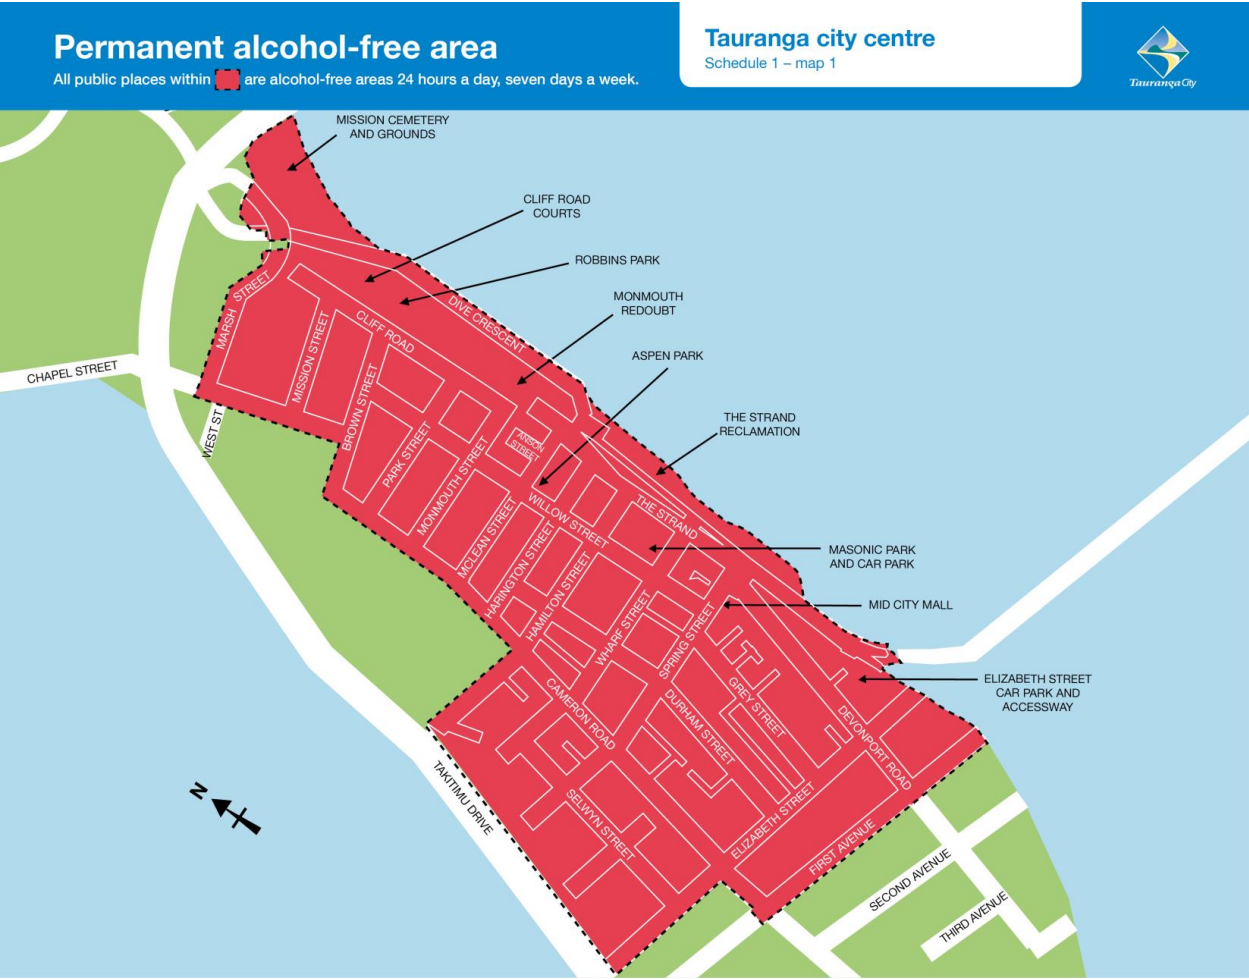 Permanent alcohol-free area
All public places within are alcohol-free areas 24 hours a day, seven days a week.
Tauranga city centre
Schedule 1 – map 1
Tauranga City
MISSION CEMETERY
AND GROUNDS
CLIFF ROAD
COURTS
ROBBINS PARK
MONMOUTH
REDOUBT
ASPEN PARK
THE STRAND
RECLAMATION
MASONIC PARK
AND CAR PARK
MID CITY MALL
ELIZABETH STREET
CAR PARK AND
ACCESSWAY
MARSH STREET
DIVE CRESCENT
CLIFF ROAD
MISSION STREET
CHAPEL STREET
WEST ST
BROWN STREET
PARK STREET
MONMOUTH STREET
ANSON
STREET
MCLEAN STREET
WILLOW STREET
THE STRAND
HARINGTON STREET
HAMILTON STREET
WHARF STREET
SPRING STREET
CAMERON ROAD
DURHAM STREET
GREY STREET
DEVONPORT ROAD
TAKITIMU DRIVE
SELWYN STREET
ELIZABETH STREET
FIRST AVENUE
SECOND AVENUE
THIRD AVENUE
N